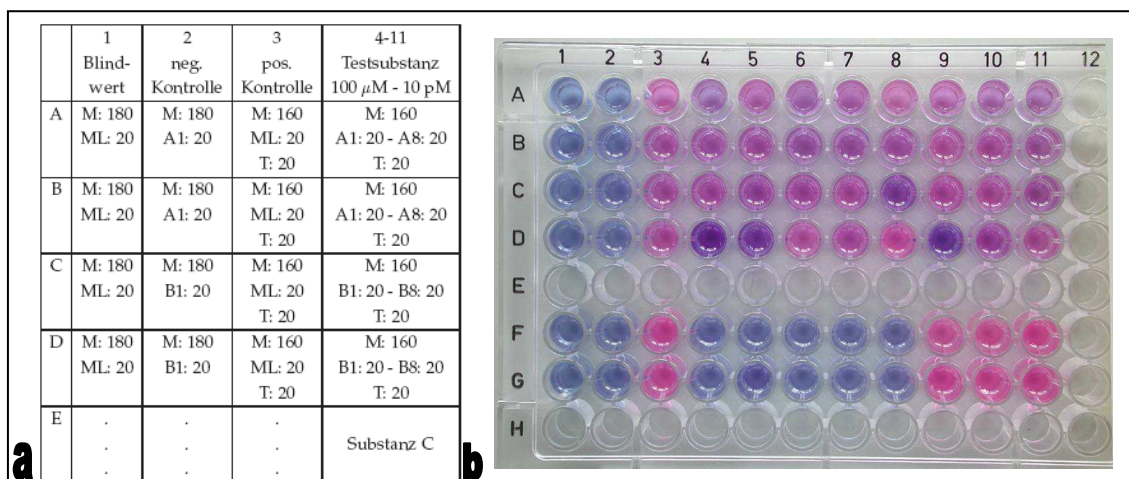 1 2 3 4-11
Blind- neg. pos. Testsubstanz
wert Kontrolle Kontrolle 100 μM - 10 pM
A M: 180 M: 180 M: 160 M: 160
ML: 20 A1: 20 ML: 20 A1: 20 - A8: 20
T: 20 T: 20
B M: 180 M: 180 M: 160 M: 160
ML: 20 A1: 20 ML: 20 A1: 20 - A8: 20
T: 20 T: 20
C M: 180 M: 180 M: 160 M: 160
ML: 20 B1: 20 ML: 20 B1: 20 - B8: 20
T: 20 T: 20
D M: 180 M: 180 M: 160 M: 160
ML: 20 B1: 20 ML: 20 B1: 20 - B8: 20
T: 20 T: 20
E . . .
. . . Substanz C
. . .
a
1 2 3 4 5 6 7 8 9 10 11 12
A
B
C
D
E
F
G
H
b